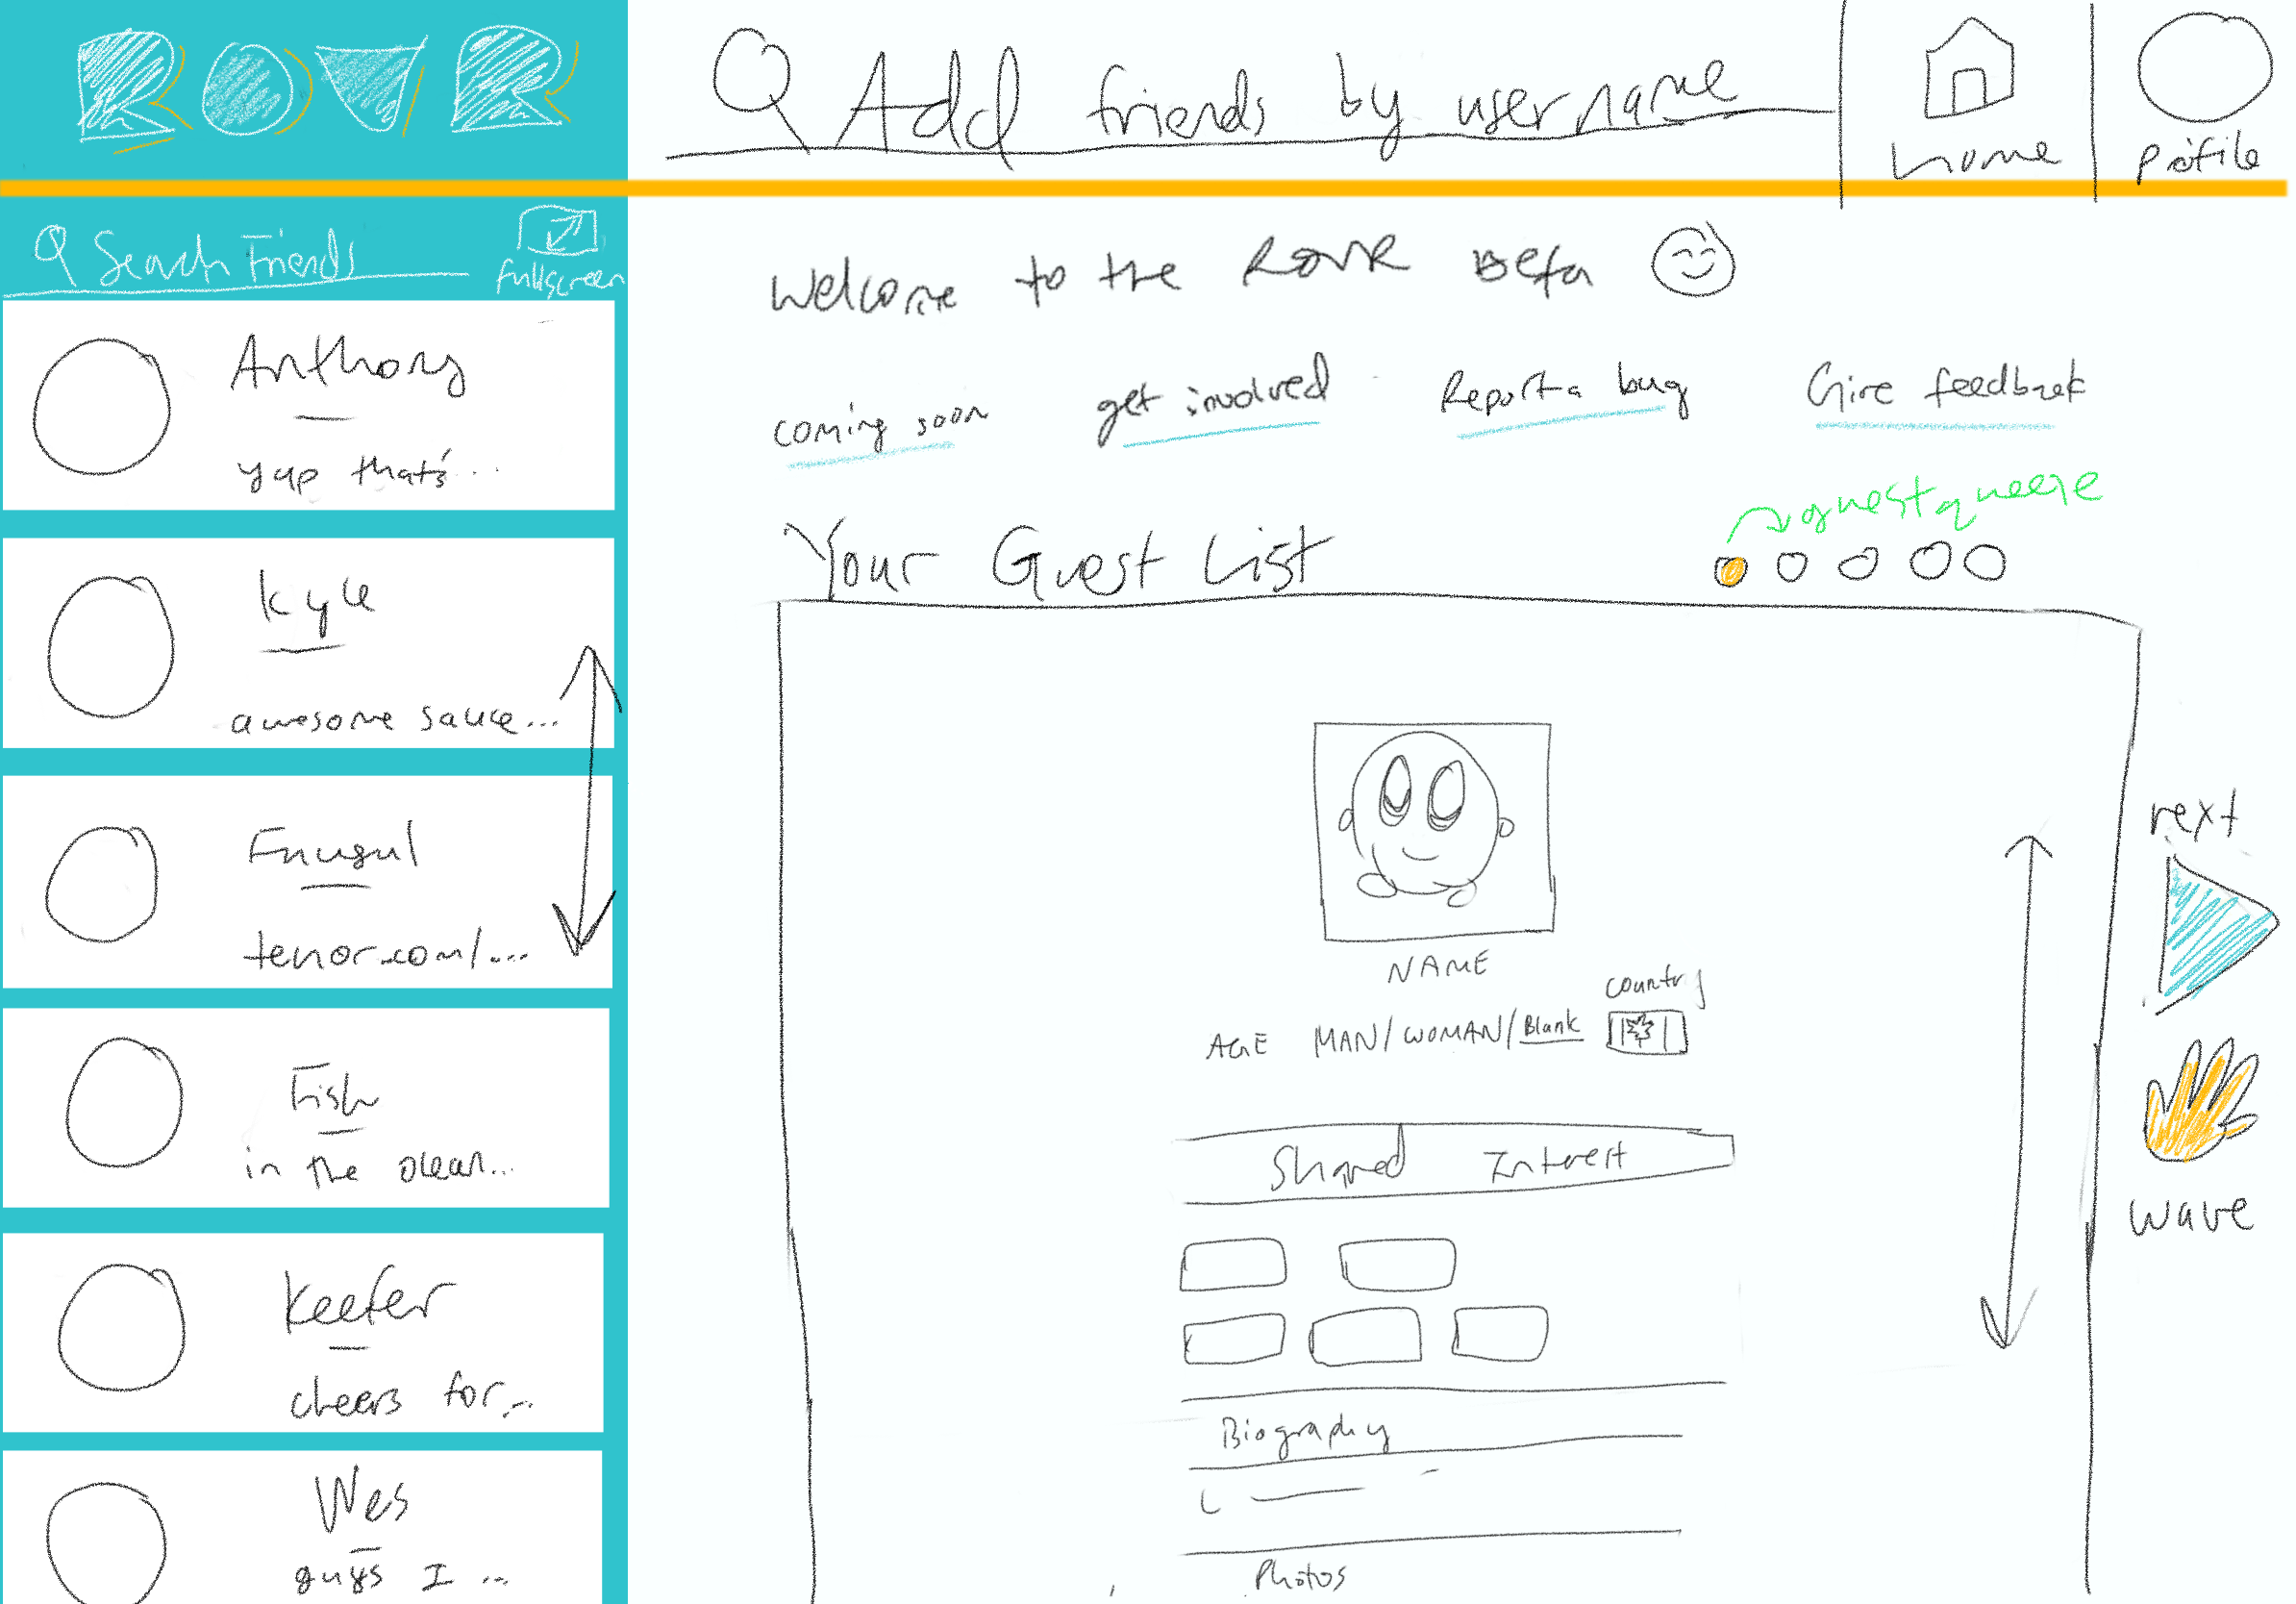 ROVR
Add friends by username
home
profile
Search Friends
fullscreen
Welcome to the ROVR Beta
Anthony
yap that's...
coming soon
get involved
Report a bug
Give feedback
guest queue
Your Guest List
Kyle
awesome sauce...
Frugul
tenor.com/...
next
NAME
country
AGE MAN/WOMAN/Blank
Fish
in the ocean...
Shared Interest
wave
Keefer
cheers for...
Biography
Wes
guys I ...
Photos